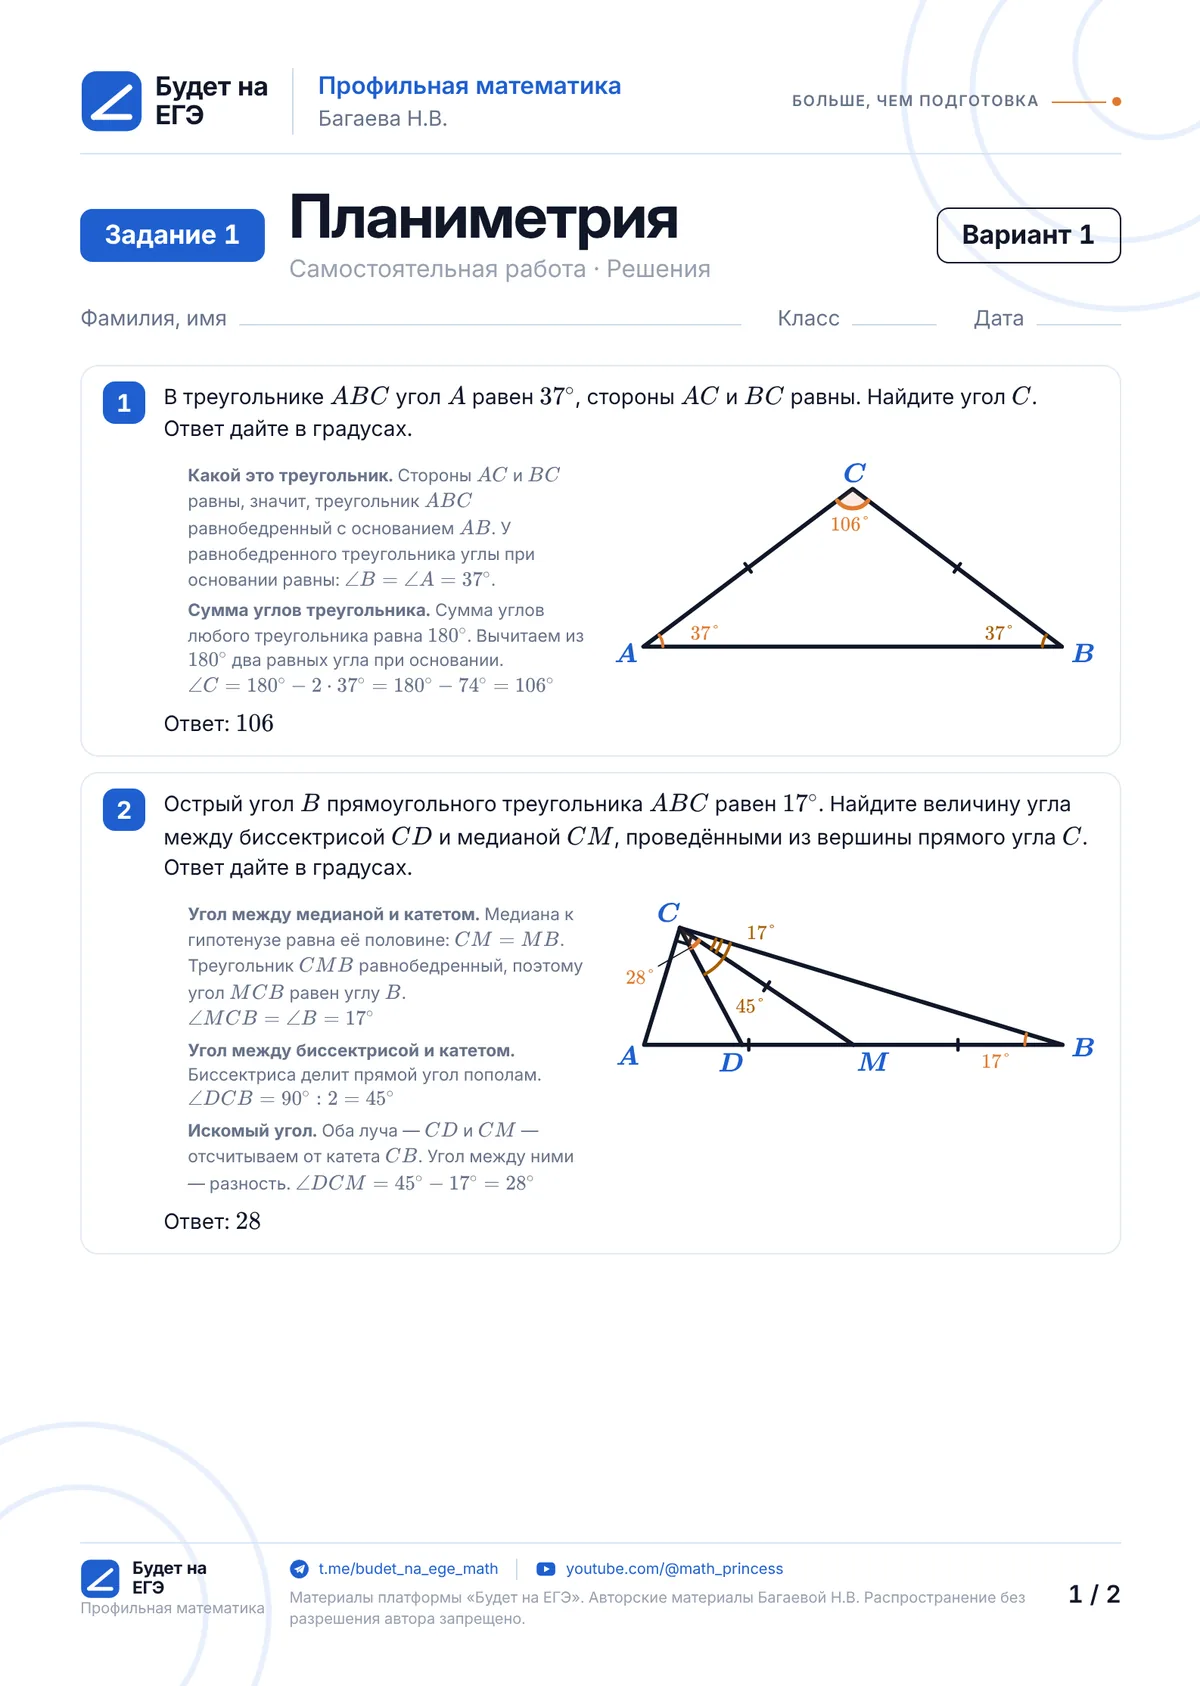 Будет на
ЕГЭ
Профильная математика
Багаева Н.В.
БОЛЬШЕ, ЧЕМ ПОДГОТОВКА
Задание 1
Планиметрия
Самостоятельная работа · Решения
Вариант 1
Фамилия, имя
Класс
Дата
1
В треугольнике ABC угол A равен 37°, стороны AC и BC равны. Найдите угол C.
Ответ дайте в градусах.
Какой это треугольник. Стороны AC и BC
равны, значит, треугольник ABC
равнобедренный с основанием AB. У
равнобедренного треугольника углы при
основании равны: ∠B = ∠A = 37°.
Сумма углов треугольника. Сумма углов
любого треугольника равна 180°. Вычитаем из
180° два равных угла при основании.
∠C = 180° − 2 · 37° = 180° − 74° = 106°
C
106°
37°
37°
A
B
Ответ: 106
2
Острый угол B прямоугольного треугольника ABC равен 17°. Найдите величину угла
между биссектрисой CD и медианой CM, проведёнными из вершины прямого угла C.
Ответ дайте в градусах.
Угол между медианой и катетом. Медиана к
гипотенузе равна её половине: CM = MB.
Треугольник CMB равнобедренный, поэтому
угол MCB равен углу B.
∠MCB = ∠B = 17°
Угол между биссектрисой и катетом.
Биссектриса делит прямой угол пополам.
∠DCB = 90° : 2 = 45°
Искомый угол. Оба луча — CD и CM —
отсчитываем от катета CB. Угол между ними
— разность. ∠DCM = 45° − 17° = 28°
C
17°
28°
45°
A
D
M
17°
B
Ответ: 28
Будет на
ЕГЭ
Профильная математика
t.me/budet_na_ege_math
youtube.com/@math_princess
Материалы платформы «Будет на ЕГЭ». Авторские материалы Багаевой Н.В. Распространение без
разрешения автора запрещено.
1 / 2